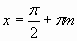 x = π/2 + πn